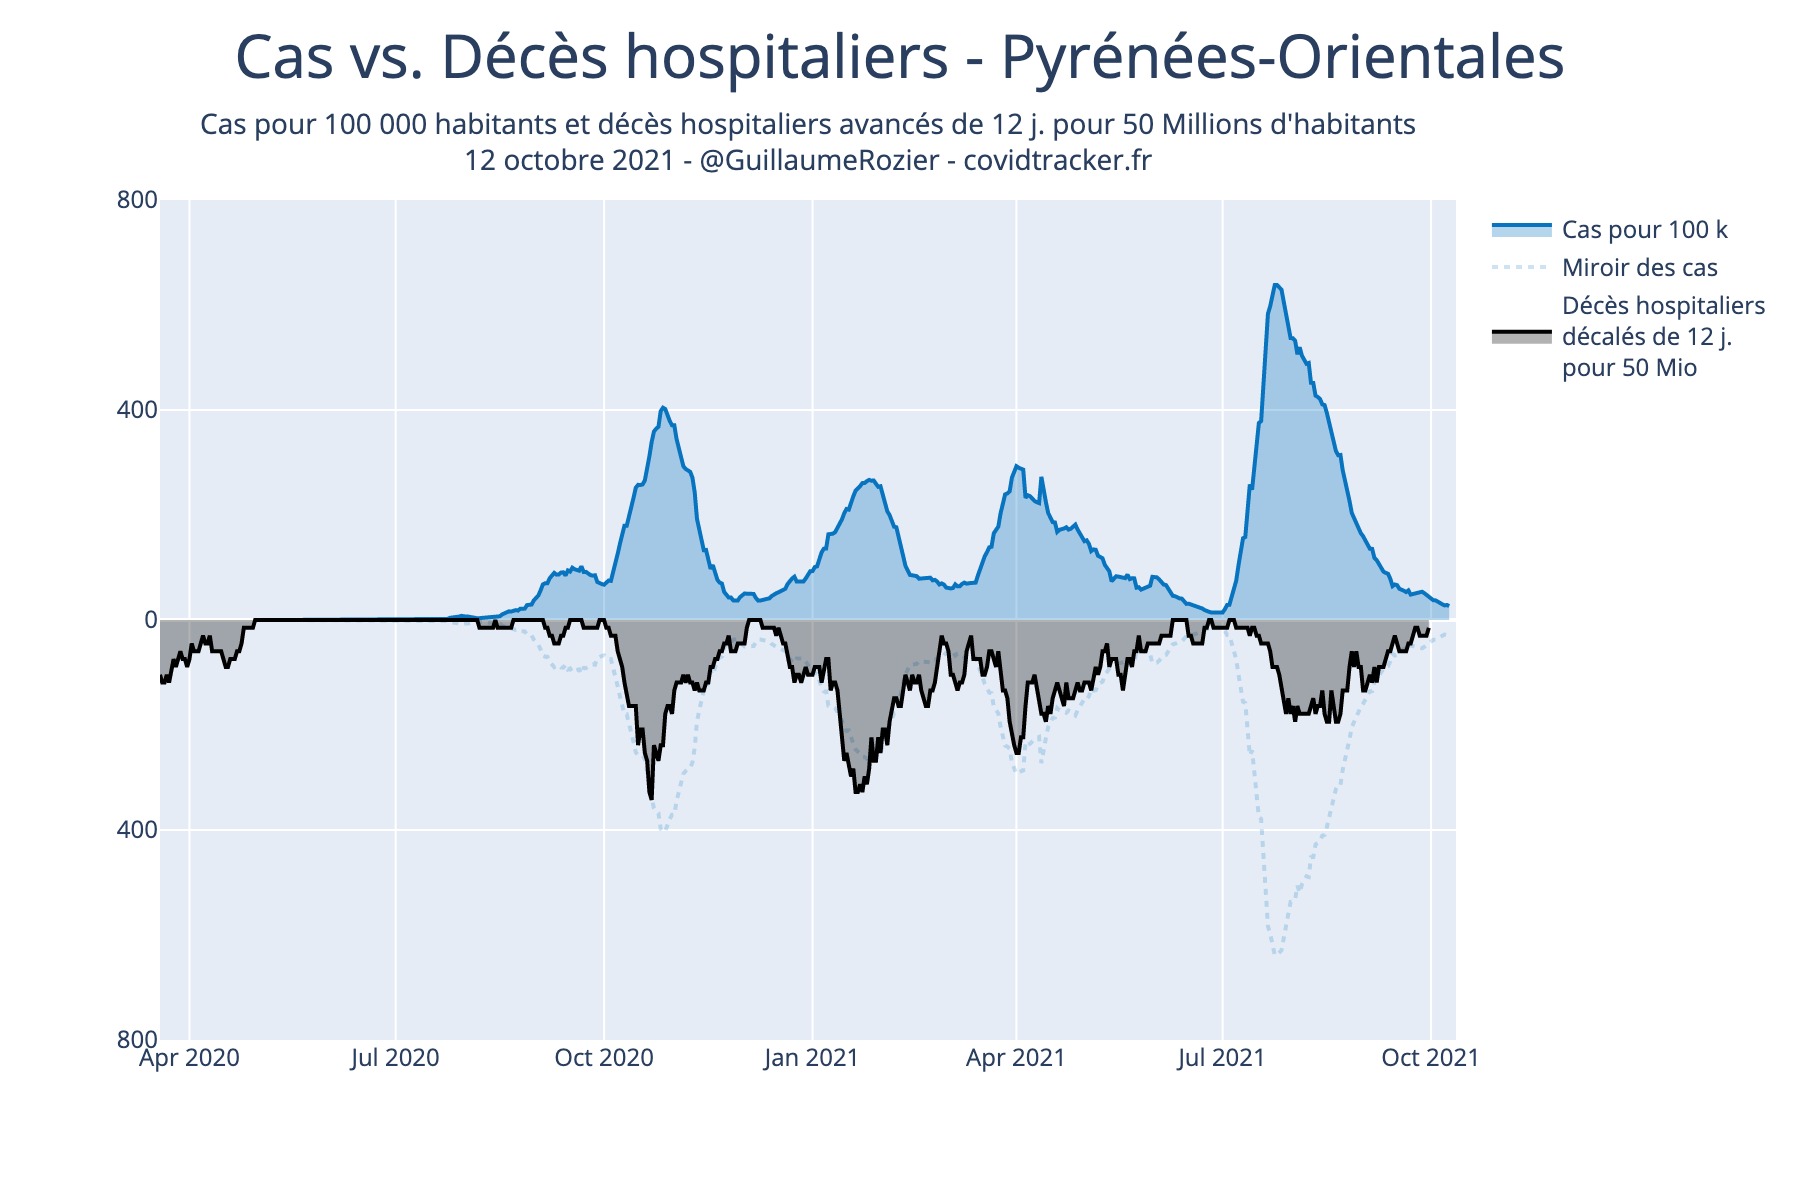 Cas vs. Décès hospitaliers - Pyrénées-Orientales
Cas pour 100 000 habitants et décès hospitaliers avancés de 12 j. pour 50 Millions d'habitants
12 octobre 2021 - @GuillaumeRozier - covidtracker.fr
800
400
0
400
800
Apr 2020
Jul 2020
Oct 2020
Jan 2021
Apr 2021
Jul 2021
Oct 2021
Cas pour 100 k
Miroir des cas
Décès hospitaliers
décalés de 12 j.
pour 50 Mio